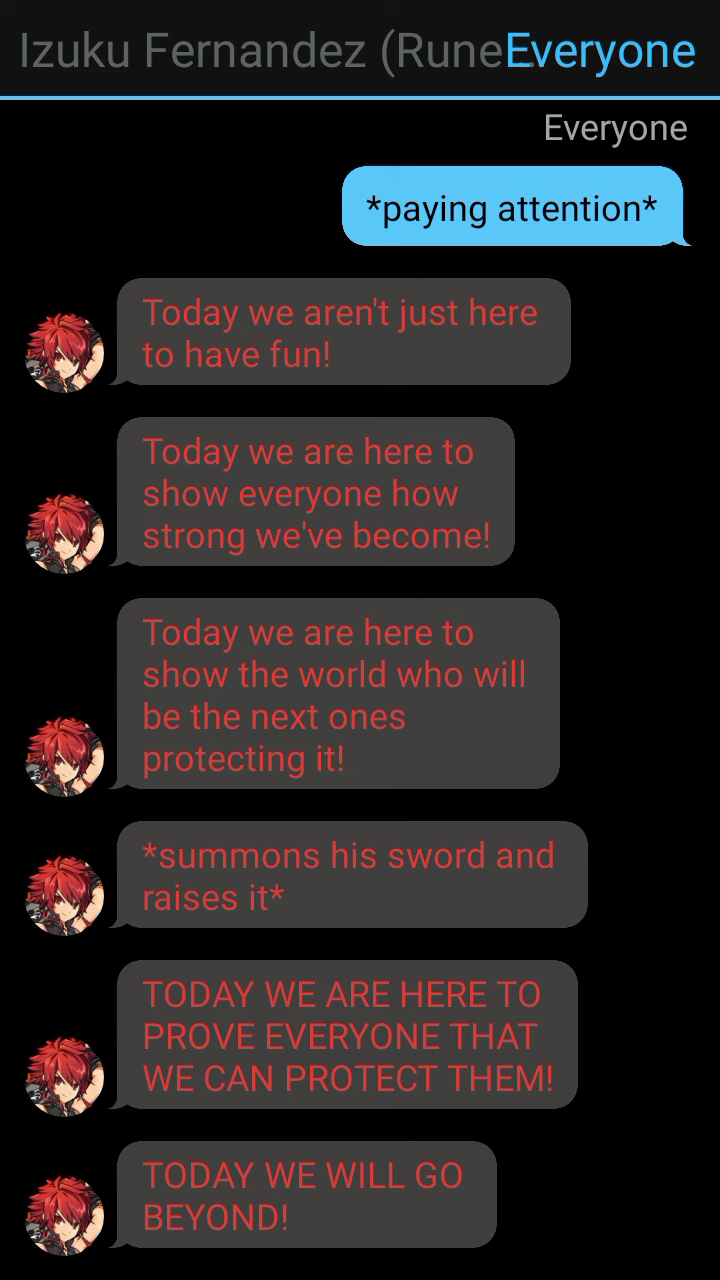 Izuku Fernandez (Rune Everyone
Everyone
*paying attention*
Today we aren't just here
to have fun!
Today we are here to
show everyone how
strong we've become!
Today we are here to
show the world who will
be the next ones
protecting it!
*summons his sword and
raises it*
TODAY WE ARE HERE TO
PROVE EVERYONE THAT
WE CAN PROTECT THEM!
TODAY WE WILL GO
BEYOND!